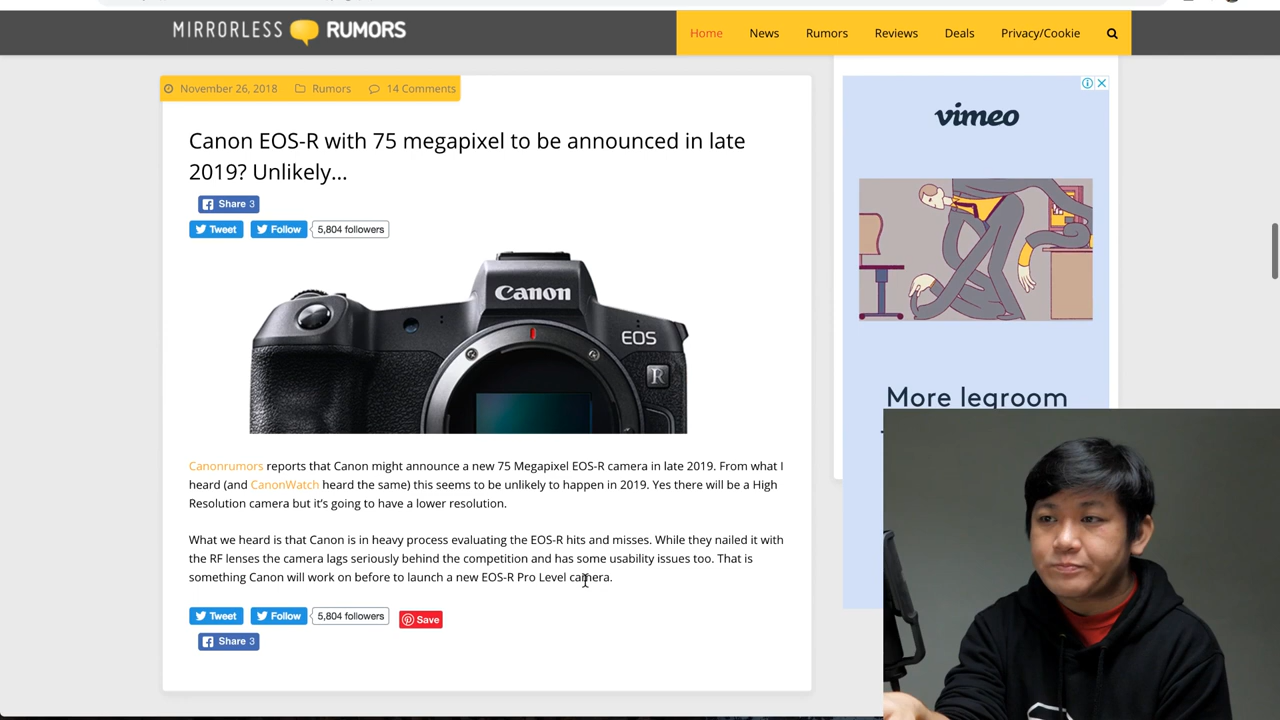 MIRRORLESS RUMORS
Home News Rumors Reviews Deals Privacy/Cookie
November 26, 2018 Rumors 14 Comments
Canon EOS-R with 75 megapixel to be announced in late
2019? Unlikely...
Share 3
Tweet Follow 5,804 followers
Canon
EOS
R
Canonrumors reports that Canon might announce a new 75 Megapixel EOS-R camera in late 2019. From what I
heard (and CanonWatch heard the same) this seems to be unlikely to happen in 2019. Yes there will be a High
Resolution camera but it's going to have a lower resolution.
What we heard is that Canon is in heavy process evaluating the EOS-R hits and misses. While they nailed it with
the RF lenses the camera lags seriously behind the competition and has some usability issues too. That is
something Canon will work on before to launch a new EOS-R Pro Level camera.
Tweet Follow 5,804 followers Save
Share 3
vimeo
More legroom